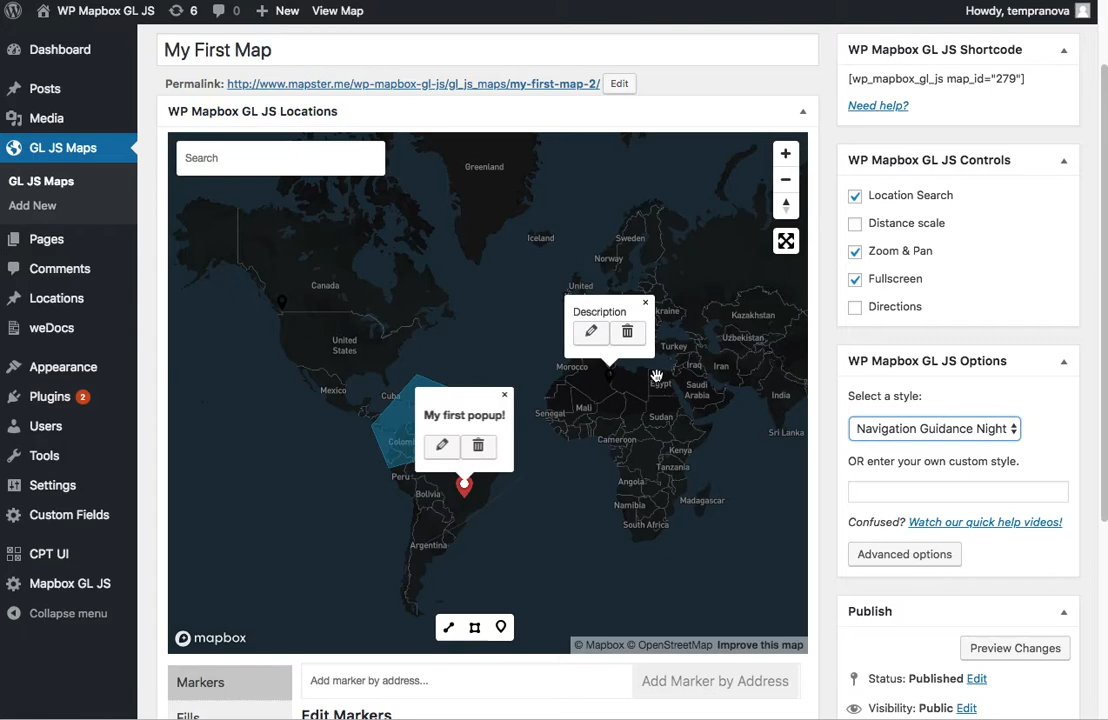 WP Mapbox GL JS 6 0 New View Map Howdy, tempranova
Dashboard
Posts
Media
GL JS Maps
GL JS Maps
Add New
Pages
Comments
Locations
weDocs
Appearance
Plugins 2
Users
Tools
Settings
Custom Fields
CPT UI
Mapbox GL JS
Collapse menu
My First Map
Permalink: http://www.mapster.me/wp-mapbox-gl-js/gl_js_maps/my-first-map-2/ Edit
WP Mapbox GL JS Locations
Search
Greenland
Iceland
Sweden
Norway
Canada
United
Description
kraine
Kazakhstan
United
States
Turkey
Uzbekistan
Morocco
Iraq
Iran
Egypt
Saudi
Arabia
Mexico
Cuba
India
Senegal
Mali
Sudan
My first popup!
Sri Lanka
Colom
Cameroon
Kenya
Tanzania
Peru
Angola
Bolivia
Madagascar
Namibia
South Africa
Argentina
mapbox
© Mapbox © OpenStreetMap Improve this map
Markers
Add marker by address... Add Marker by Address
Fills
Edit Markers
WP Mapbox GL JS Shortcode
[wp_mapbox_gl_js map_id="279"]
Need help?
WP Mapbox GL JS Controls
Location Search
Distance scale
Zoom & Pan
Fullscreen
Directions
WP Mapbox GL JS Options
Select a style:
Navigation Guidance Night
OR enter your own custom style.
Confused? Watch our quick help videos!
Advanced options
Publish
Preview Changes
Status: Published Edit
Visibility: Public Edit